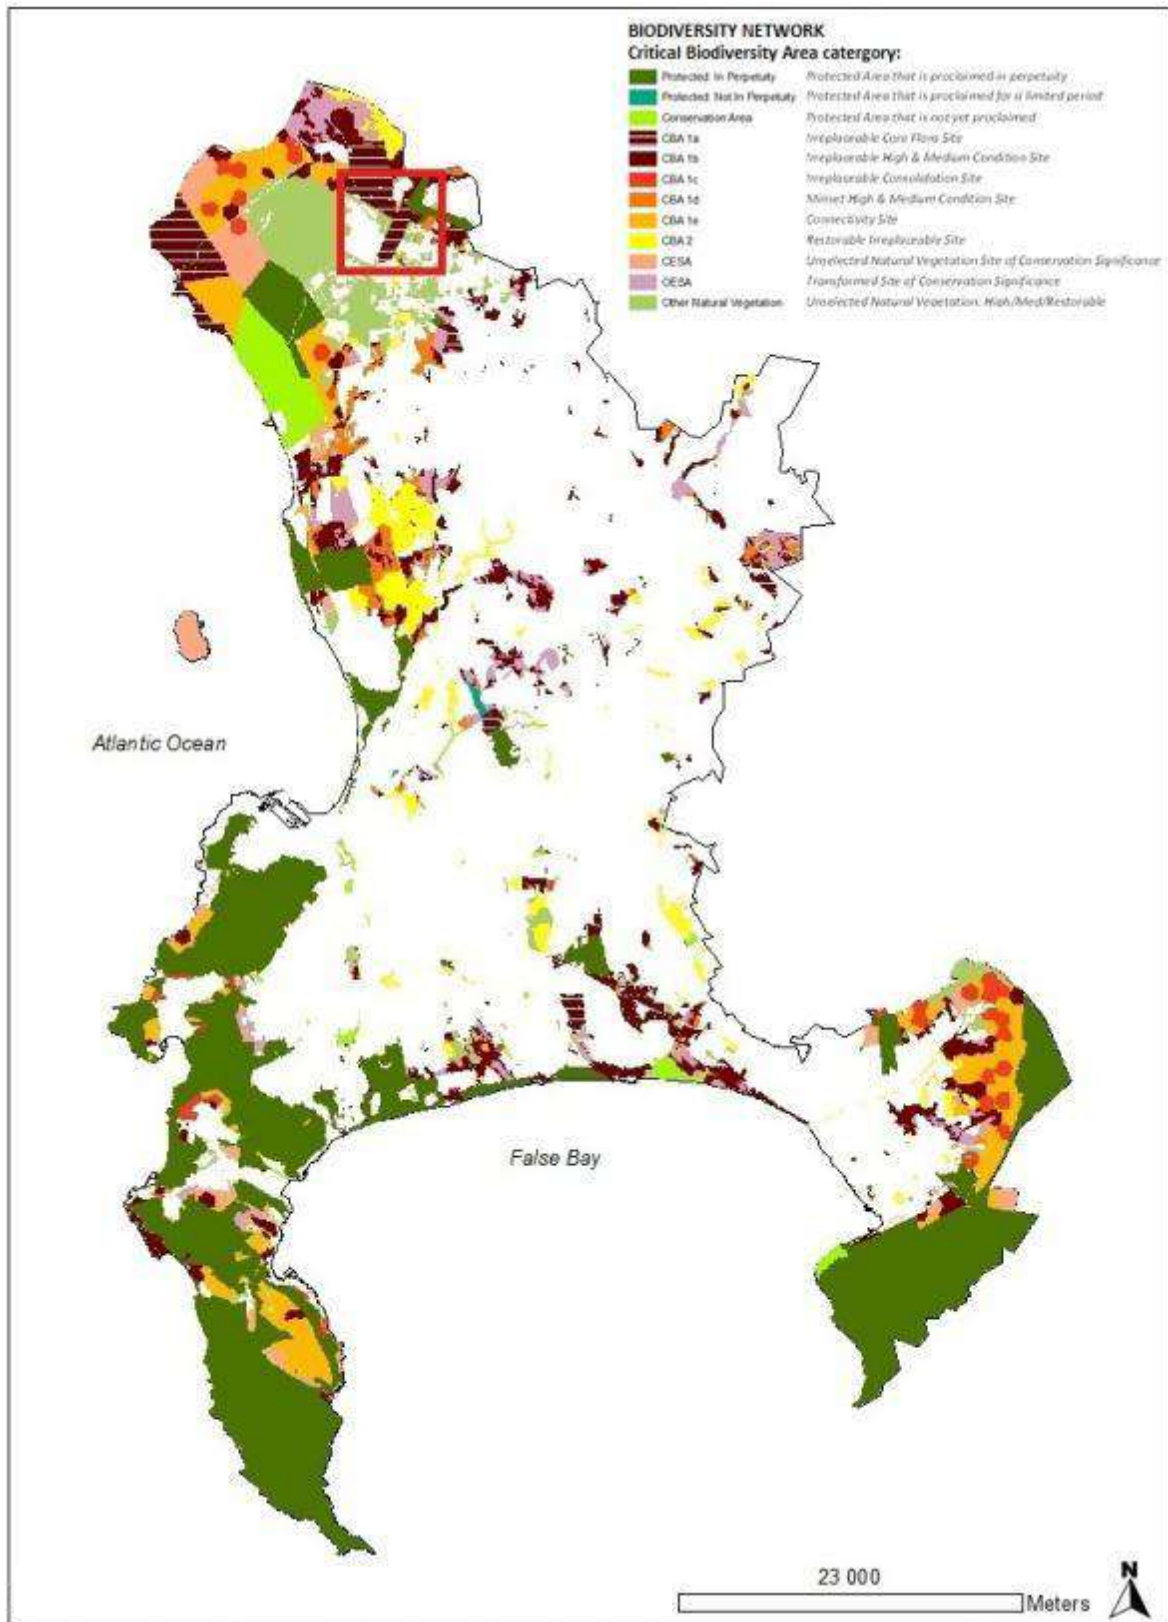 BIODIVERSITY NETWORK
Critical Biodiversity Area catergory:
Protected In Perpetuity Protected Area that is proclaimed in perpetuity
Protected Not In Perpetuity Protected Area that is proclaimed for a limited period
Conservation Area Protected Area that is not yet proclaimed
CBA 1a Irreplaceable Core Flora Site
CBA 1b Irreplaceable High & Medium Condition Site
CBA 1c Irreplaceable Consolidation Site
CBA 1d Minset High & Medium Condition Site
CBA 1e Connectivity Site
CBA 2 Restorable Irreplaceable Site
CESA Unselected Natural Vegetation Site of Conservation Significance
OESA Transformed Site of Conservation Significance
Other Natural Vegetation Unselected Natural Vegetation: High/Med/Restorable
Atlantic Ocean
False Bay
23 000
Meters
N